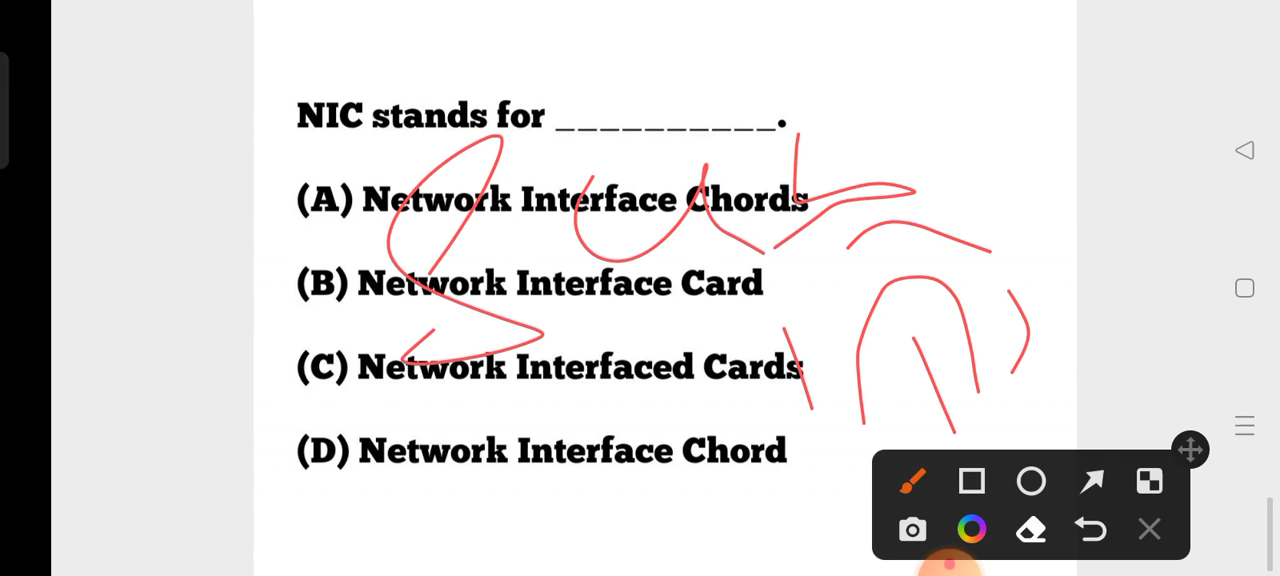 NIC stands for __________.
(A) Network Interface Chords
(B) Network Interface Card
(C) Network Interfaced Cards
(D) Network Interface Chord